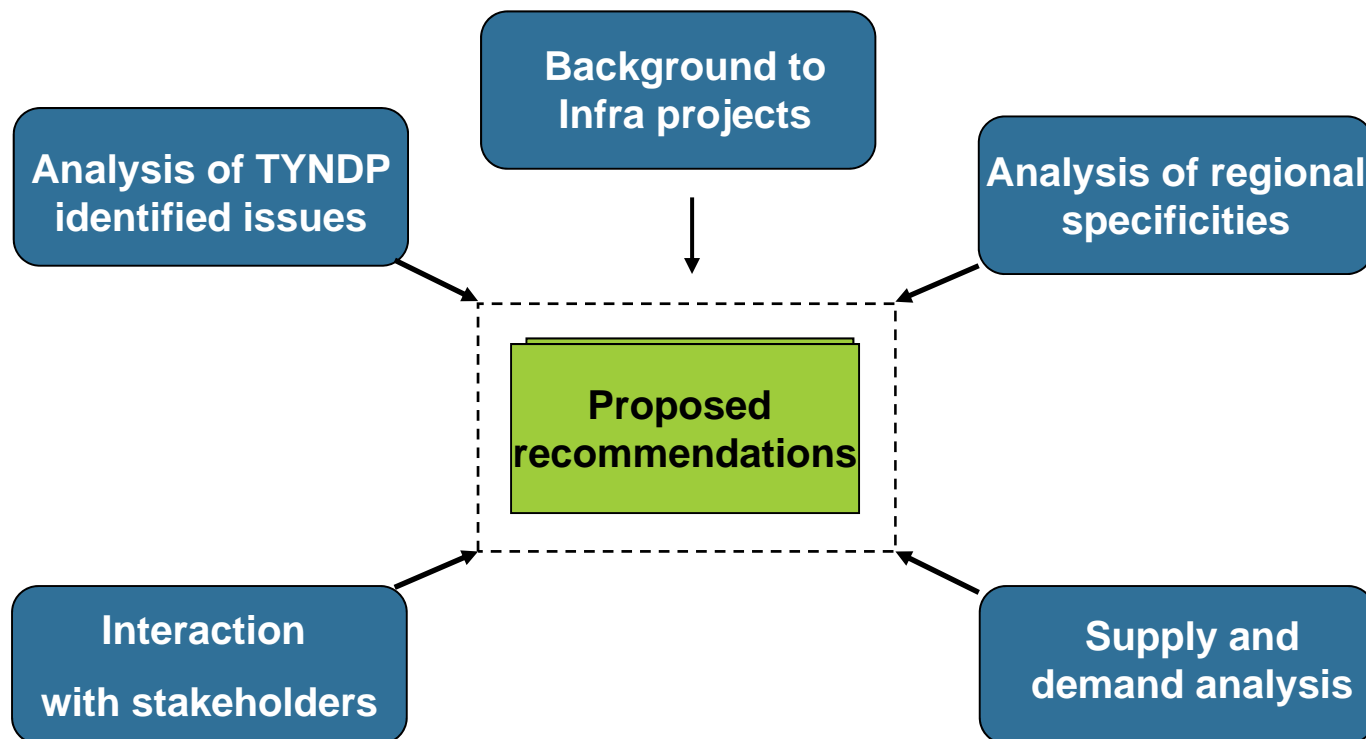 Background to
Infra projects
Analysis of TYNDP
identified issues
Analysis of regional
specificities
Proposed
recommendations
Interaction
with stakeholders
Supply and
demand analysis